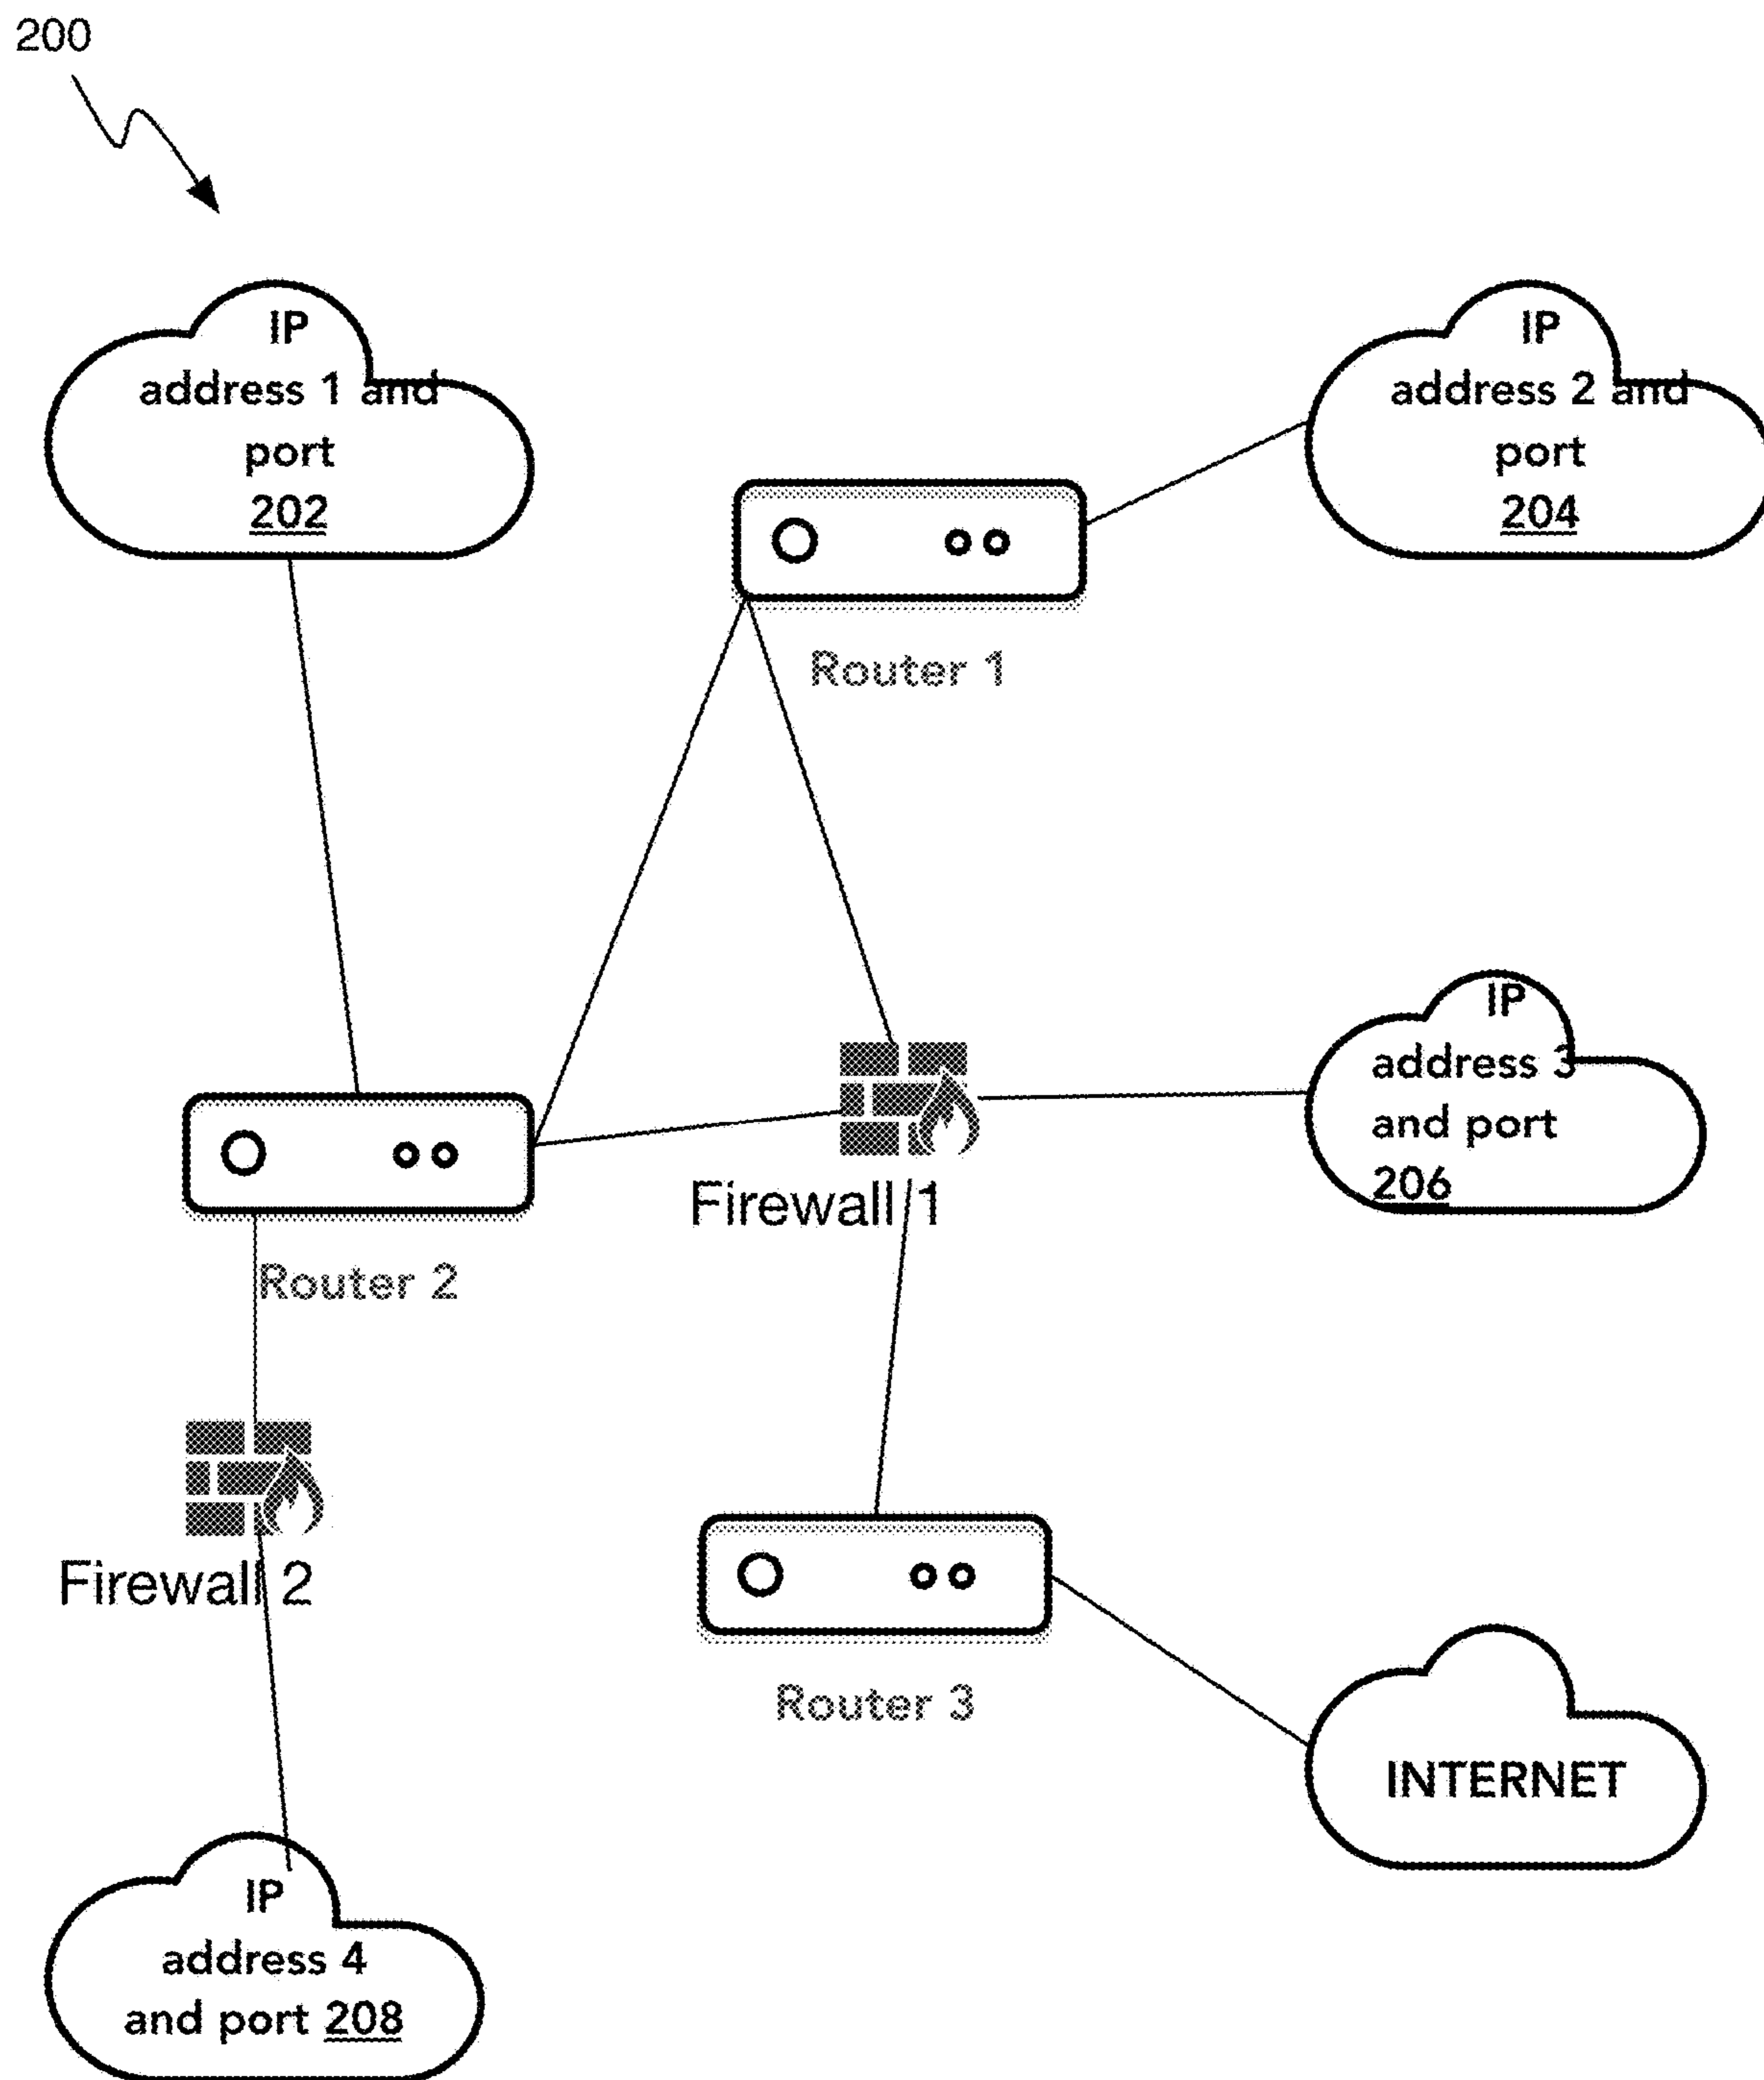 200
IP
address 1 and
port
202
IP
address 2 and
port
204
Router 1
IP
address 3
and port
206
Firewall 1
Router 2
Firewall 2
Router 3
INTERNET
IP
address 4
and port 208